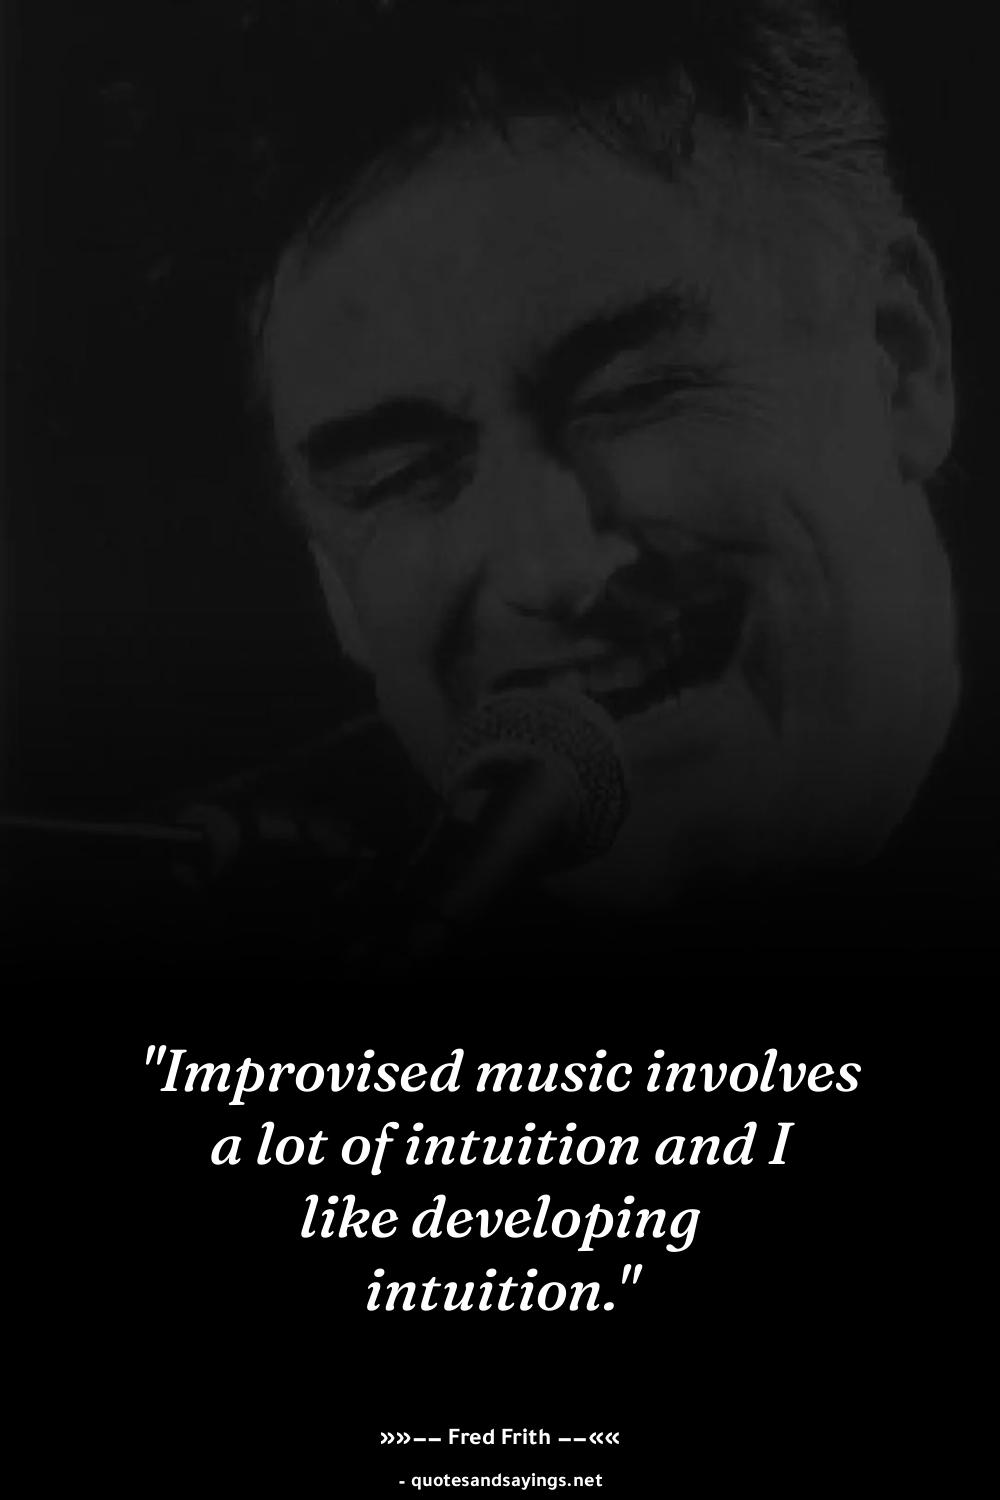 "Improvised music involves
a lot of intuition and I
like developing
intuition."
»»−− Fred Frith −−««
- quotesandsayings.net